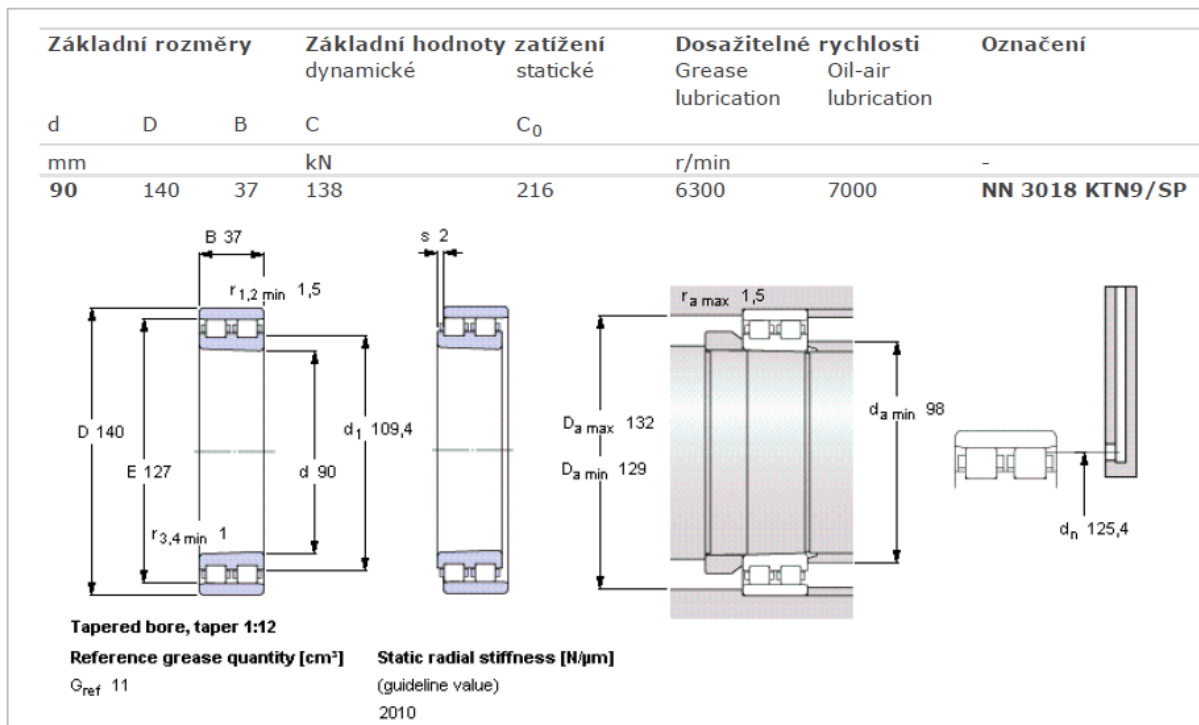 Základní rozměry Základní hodnoty zatížení Dosažitelné rychlosti Označení
dynamické statické Grease lubrication Oil-air lubrication
d D B C C0
mm kN r/min -
90 140 37 138 216 6300 7000 NN 3018 KTN9/SP
B 37
s 2
r1,2 min 1,5
ra max 1,5
D 140
E 127
d1 109,4
d 90
r3,4 min 1
Da max 132
Da min 129
da min 98
dn 125,4
Tapered bore, taper 1:12
Reference grease quantity [cm³] Static radial stiffness [N/µm]
Gref 11 (guideline value)
2010